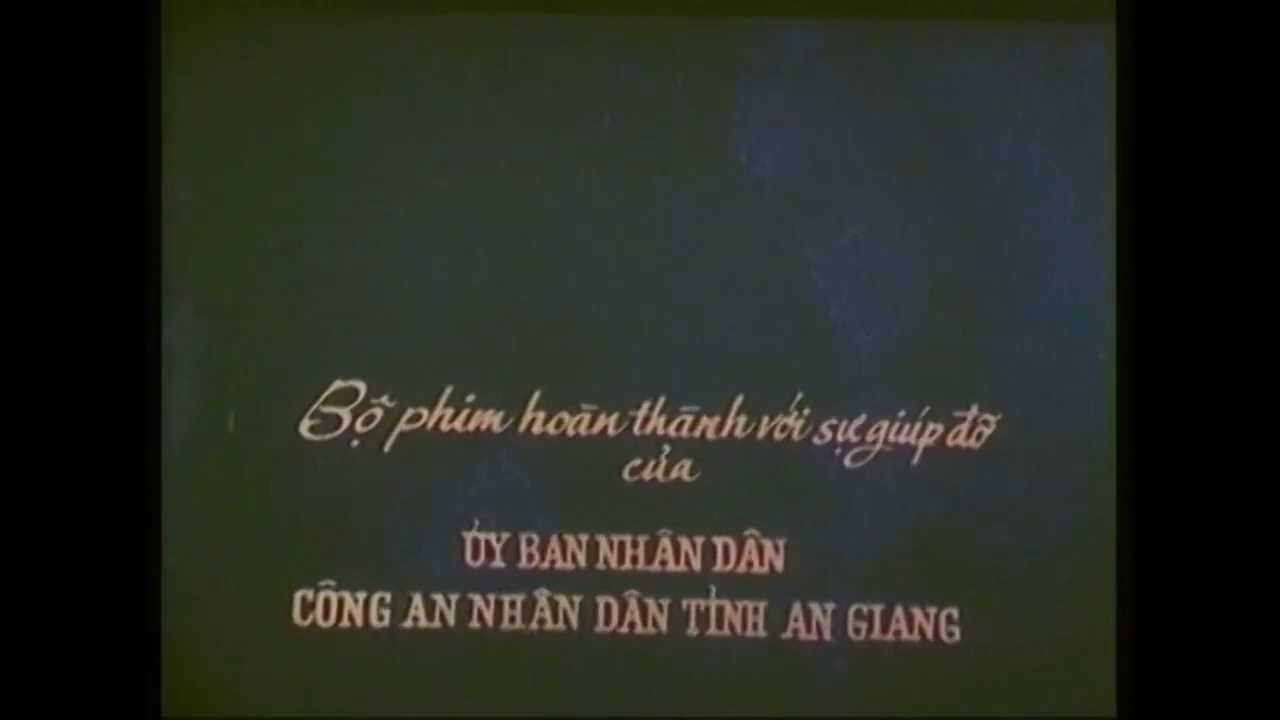 Bộ phim hoàn thành với sự giúp đỡ
của
ỦY BAN NHÂN DÂN
CÔNG AN NHÂN DÂN TỈNH AN GIANG